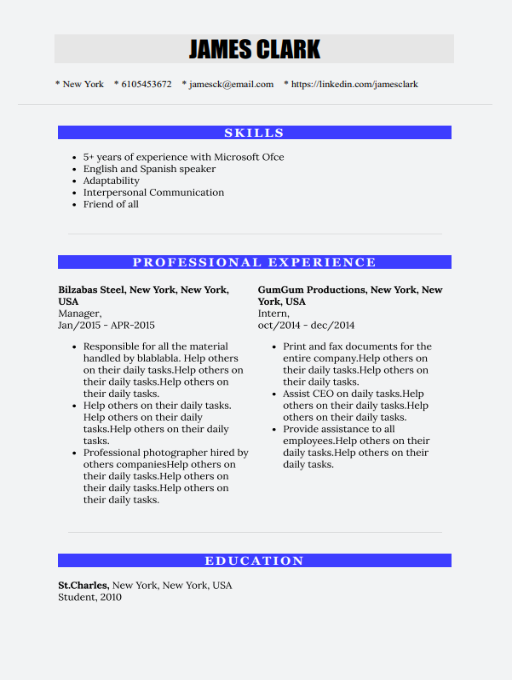 JAMES CLARK
* New York * 6105453672 * jamesck@email.com * https://linkedin.com/jamesclark
SKILLS
• 5+ years of experience with Microsoft Ofce
• English and Spanish speaker
• Adaptability
• Interpersonal Communication
• Friend of all
PROFESSIONAL EXPERIENCE
Bilzabas Steel, New York, New York,
USA
Manager,
Jan/2015 - APR-2015
• Responsible for all the material
handled by blablabla. Help others
on their daily tasks.Help others on
their daily tasks.Help others on
their daily tasks.
• Help others on their daily tasks.
Help others on their daily
tasks.Help others on their daily
tasks.
• Professional photographer hired by
others companiesHelp others on
their daily tasks.Help others on
their daily tasks.Help others on
their daily tasks.
GumGum Productions, New York, New
York, USA
Intern,
oct/2014 - dec/2014
• Print and fax documents for the
entire company.Help others on
their daily tasks.Help others on
their daily tasks.
• Assist CEO on daily tasks.Help
others on their daily tasks.Help
others on their daily tasks.
• Provide assistance to all
employees.Help others on their
daily tasks.Help others on their
daily tasks.
EDUCATION
St.Charles, New York, New York, USA
Student, 2010